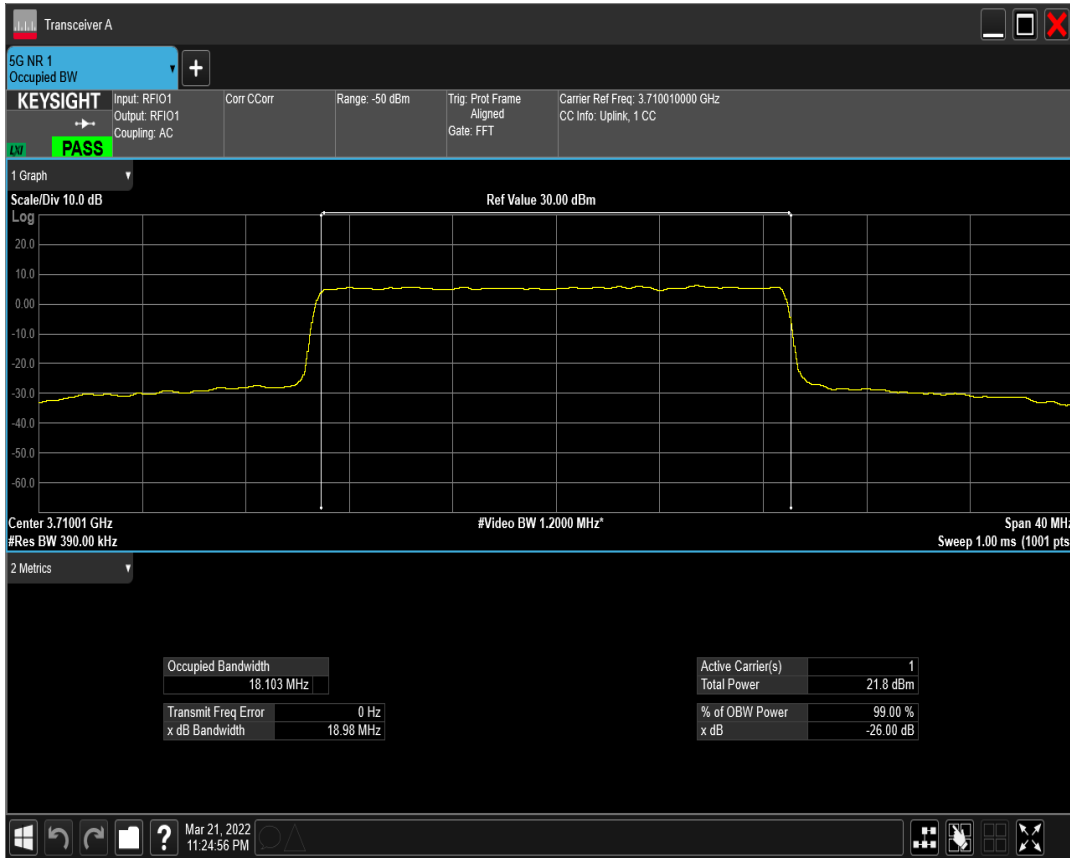 Transceiver A
5G NR 1
Occupied BW
+
KEYSIGHT
Input: RFIO1
Output: RFIO1
Coupling: AC
Corr CCorr
Range: -50 dBm
Trig: Prot Frame
Aligned
Gate: FFT
Carrier Ref Freq: 3.710010000 GHz
CC Info: Uplink, 1 CC
LXI
PASS
1 Graph
Scale/Div 10.0 dB
Ref Value 30.00 dBm
Log
20.0
10.0
0.00
-10.0
-20.0
-30.0
-40.0
-50.0
-60.0
Center 3.71001 GHz
#Video BW 1.2000 MHz*
Span 40 MHz
#Res BW 390.00 kHz
Sweep 1.00 ms (1001 pts
2 Metrics
Occupied Bandwidth
18.103 MHz
Transmit Freq Error 0 Hz
x dB Bandwidth 18.98 MHz
Active Carrier(s) 1
Total Power 21.8 dBm
% of OBW Power 99.00 %
x dB -26.00 dB
?
Mar 21, 2022
11:24:56 PM